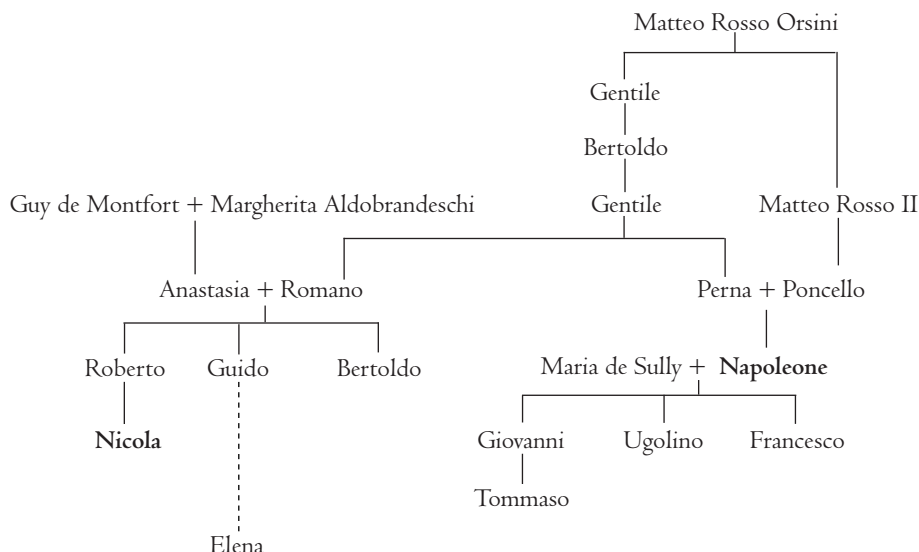 Matteo Rosso Orsini
Gentile
Bertoldo
Guy de Montfort + Margherita Aldobrandeschi Gentile Matteo Rosso II
Anastasia + Romano Perna + Poncello
Roberto Guido Bertoldo Maria de Sully + Napoleone
Nicola Giovanni Ugolino Francesco
Tommaso
Elena